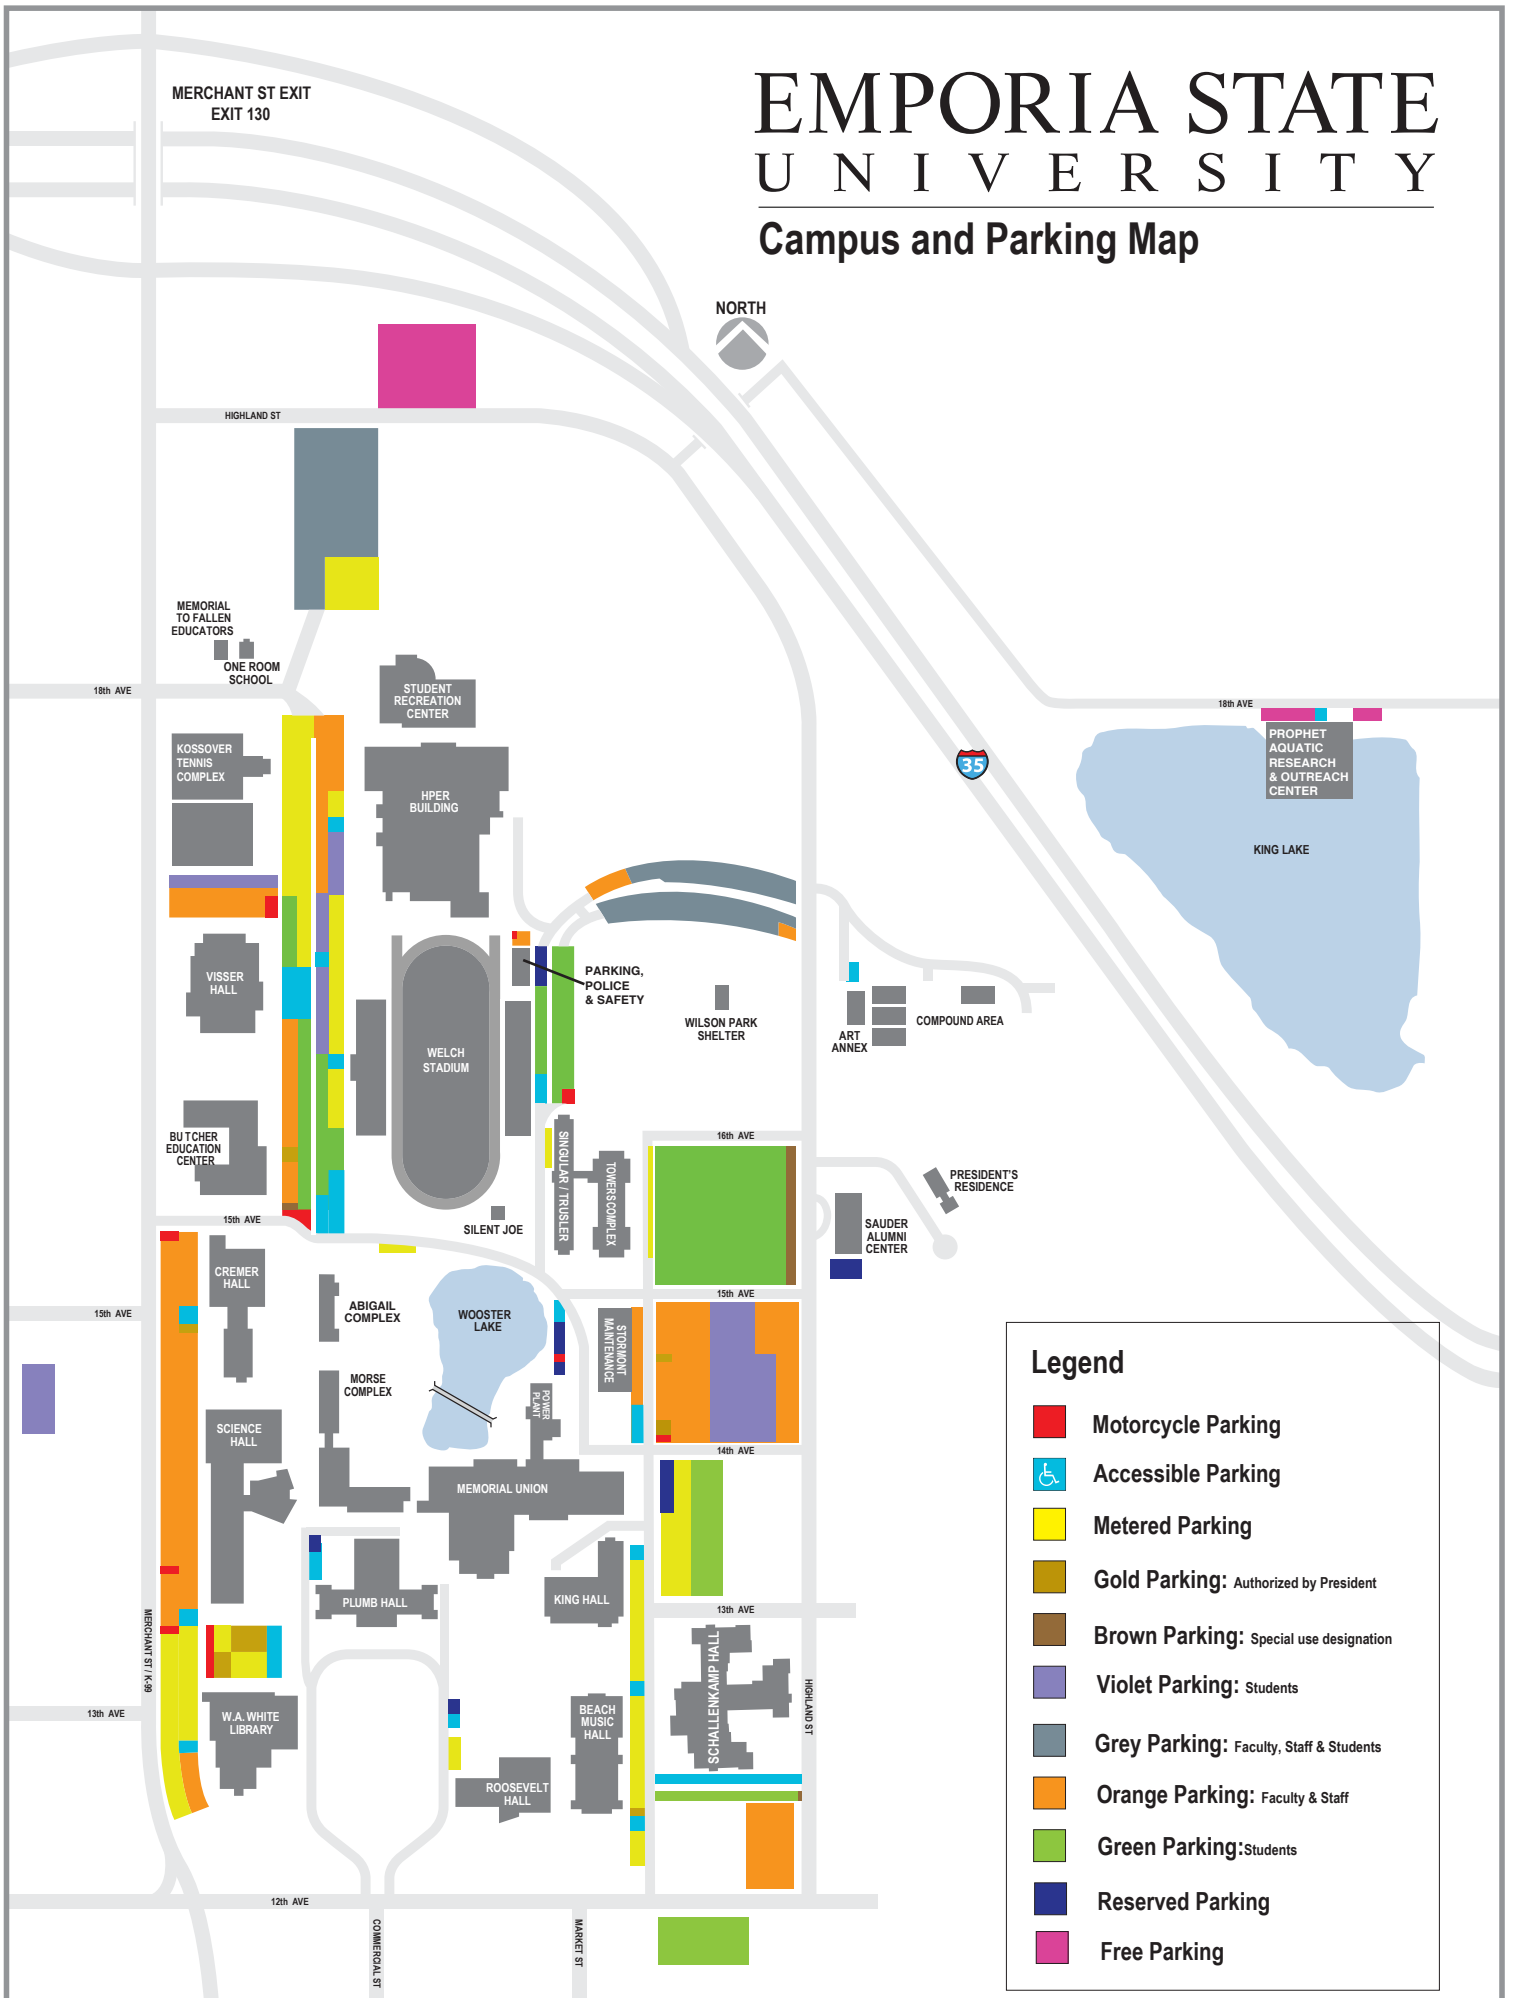 MERCHANT ST EXIT
EXIT 130
EMPORIA STATE
UNIVERSITY
Campus and Parking Map
NORTH
HIGHLAND ST
MEMORIAL
TO FALLEN
EDUCATORS
ONE ROOM
SCHOOL
18th AVE
STUDENT
RECREATION
CENTER
18th AVE
KOSSOVER
TENNIS
COMPLEX
HPER
BUILDING
35
PROPHET
AQUATIC
RESEARCH
& OUTREACH
CENTER
KING LAKE
VISSER
HALL
PARKING,
POLICE
& SAFETY
WILSON PARK
SHELTER
ART
ANNEX
COMPOUND AREA
WELCH
STADIUM
BUTCHER
EDUCATION
CENTER
SINGULAR / TRUSLER
TOWERS COMPLEX
16th AVE
PRESIDENT'S
RESIDENCE
SAUDER
ALUMNI
CENTER
15th AVE
SILENT JOE
CREMER
HALL
ABIGAIL
COMPLEX
WOOSTER
LAKE
15th AVE
15th AVE
STORMONT
MAINTENANCE
MORSE
COMPLEX
POWER
PLANT
SCIENCE
HALL
14th AVE
MEMORIAL UNION
PLUMB HALL
KING HALL
13th AVE
MERCHANT ST / K-99
SCHALLENKAMP HALL
HIGHLAND ST
13th AVE
W.A. WHITE
LIBRARY
BEACH
MUSIC
HALL
ROOSEVELT
HALL
12th AVE
COMMERCIAL ST
MARKET ST
Legend
Motorcycle Parking
Accessible Parking
Metered Parking
Gold Parking: Authorized by President
Brown Parking: Special use designation
Violet Parking: Students
Grey Parking: Faculty, Staff & Students
Orange Parking: Faculty & Staff
Green Parking:Students
Reserved Parking
Free Parking